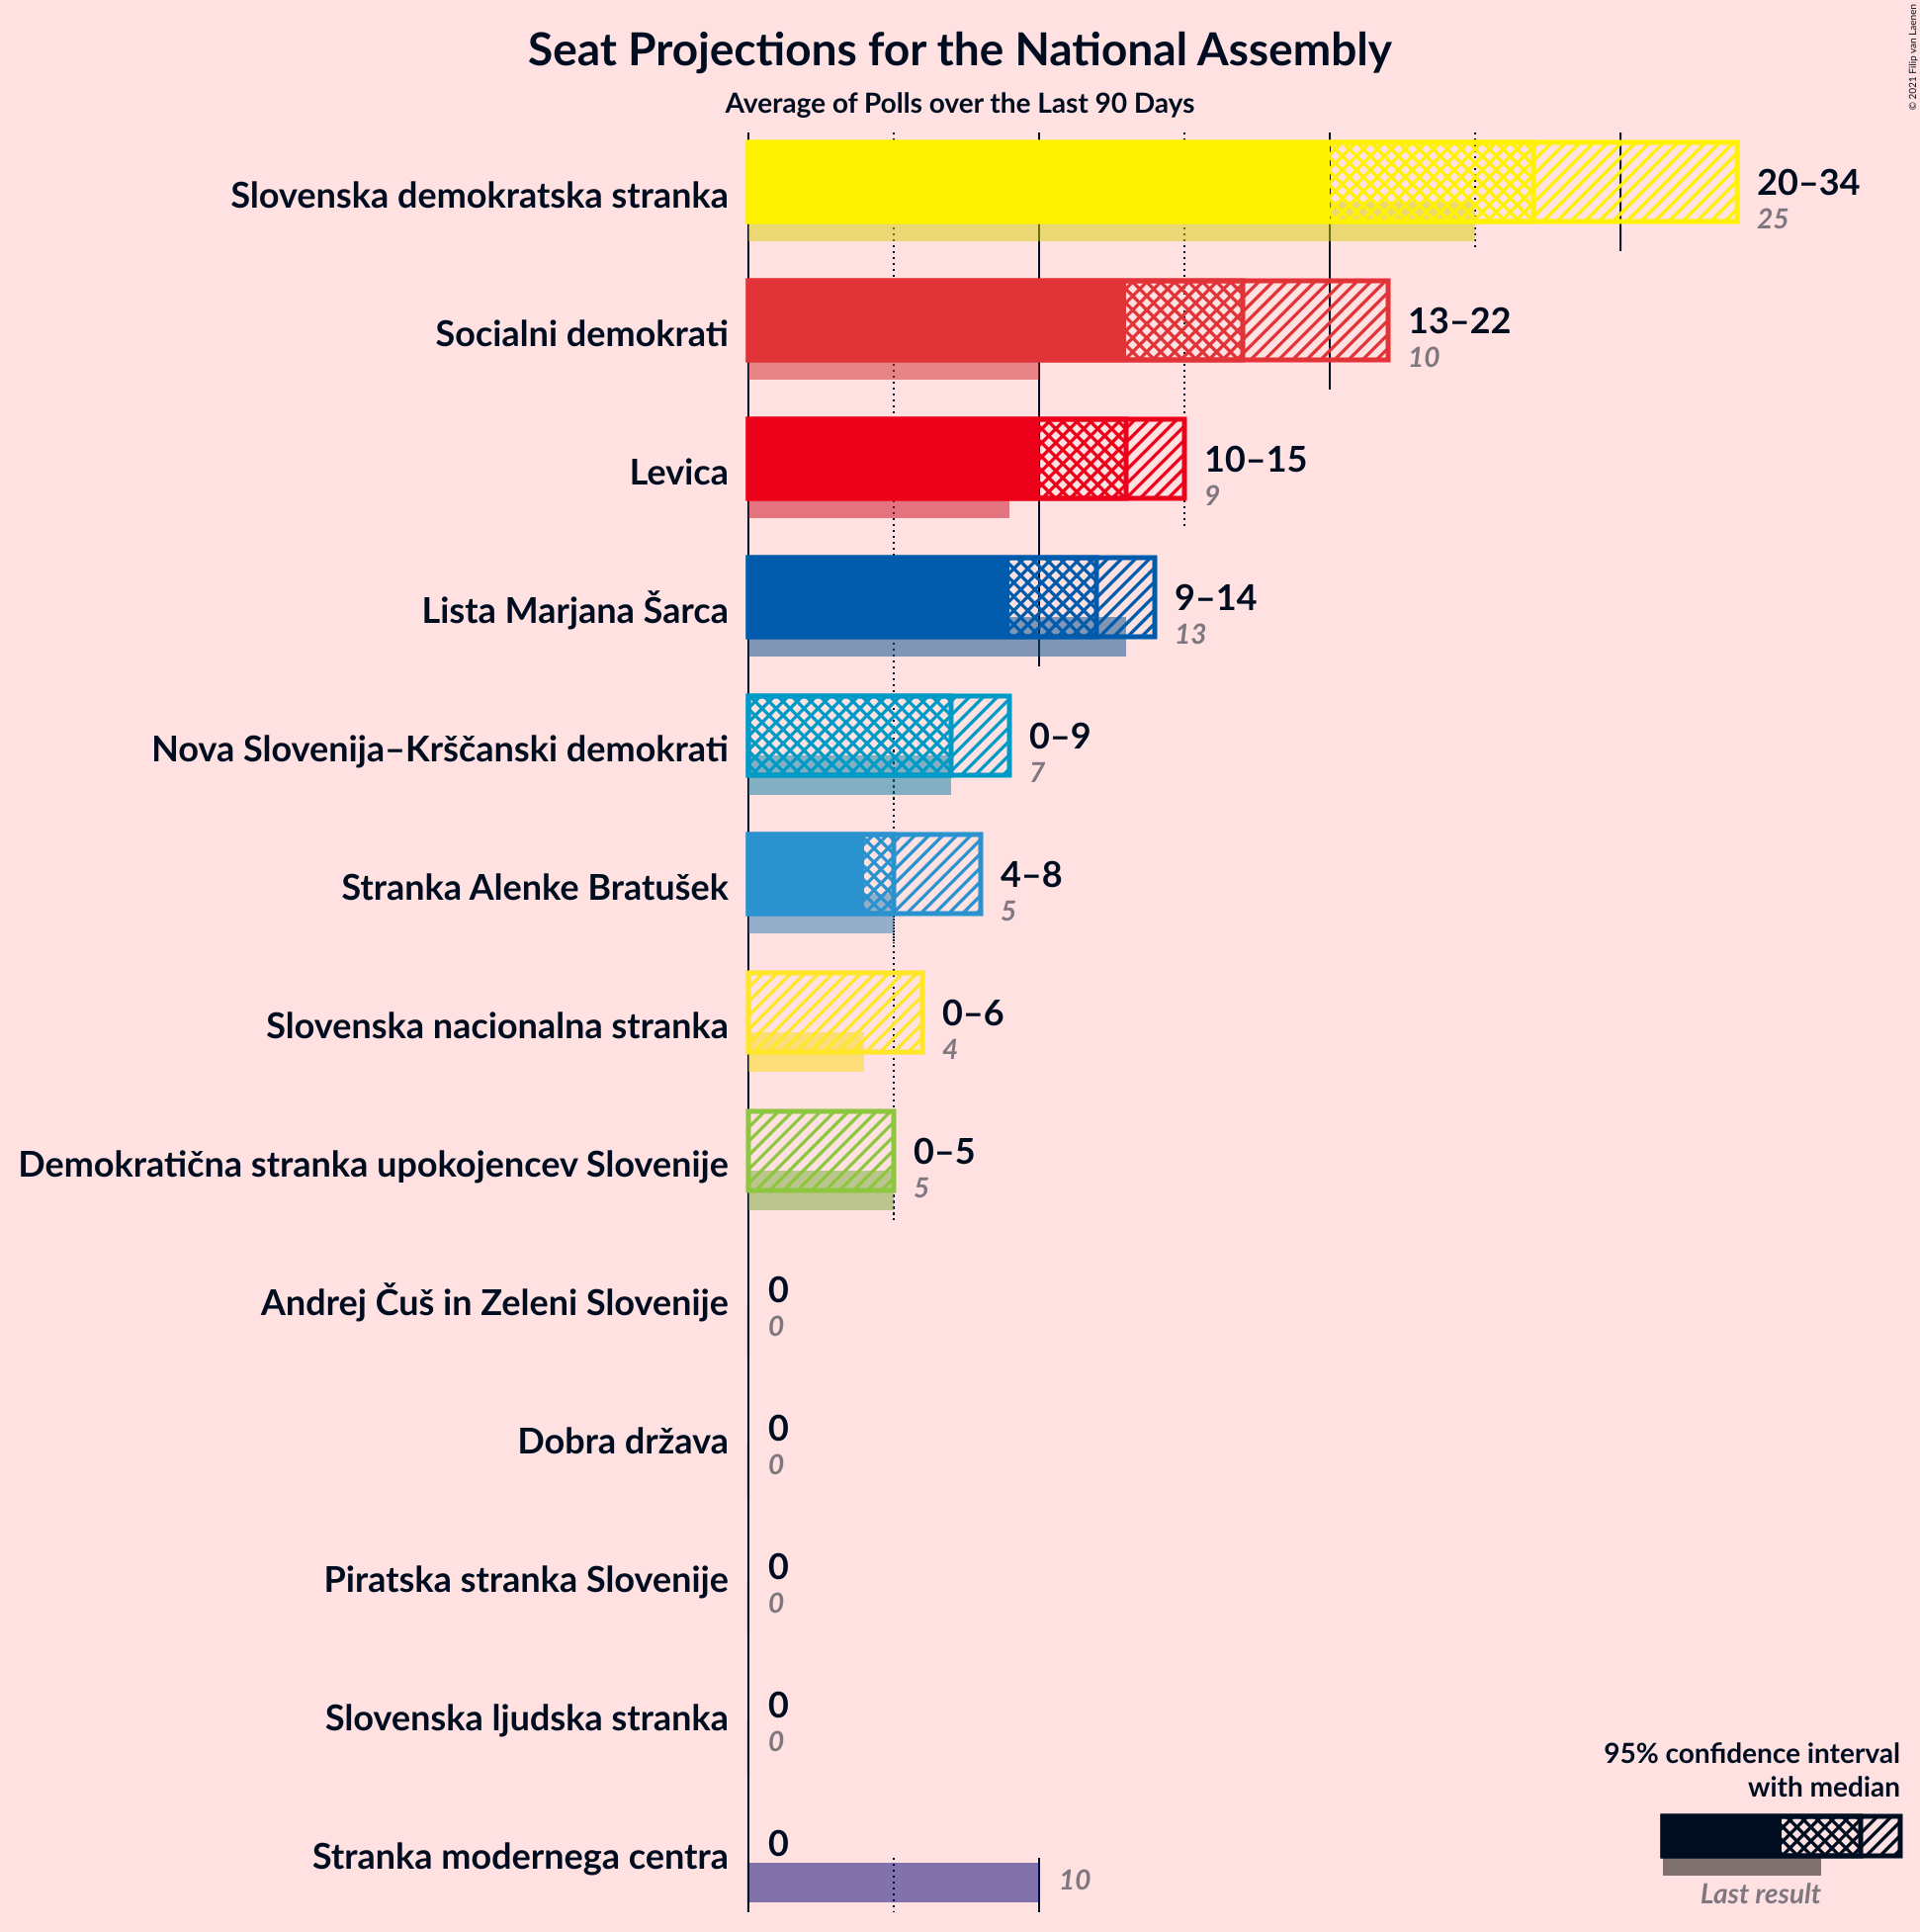 Seat Projections for the National Assembly
Average of Polls over the Last 90 Days
© 2021 Filip van Laenen
Slovenska demokratska stranka
20–34
25
Socialni demokrati
13–22
10
Levica
10–15
9
Lista Marjana Šarca
9–14
13
Nova Slovenija–Krščanski demokrati
0–9
7
Stranka Alenke Bratušek
4–8
5
Slovenska nacionalna stranka
0–6
4
Demokratična stranka upokojencev Slovenije
0–5
5
Andrej Čuš in Zeleni Slovenije
0
0
Dobra država
0
0
Piratska stranka Slovenije
0
0
Slovenska ljudska stranka
0
0
Stranka modernega centra
0
10
95% confidence interval
with median
Last result